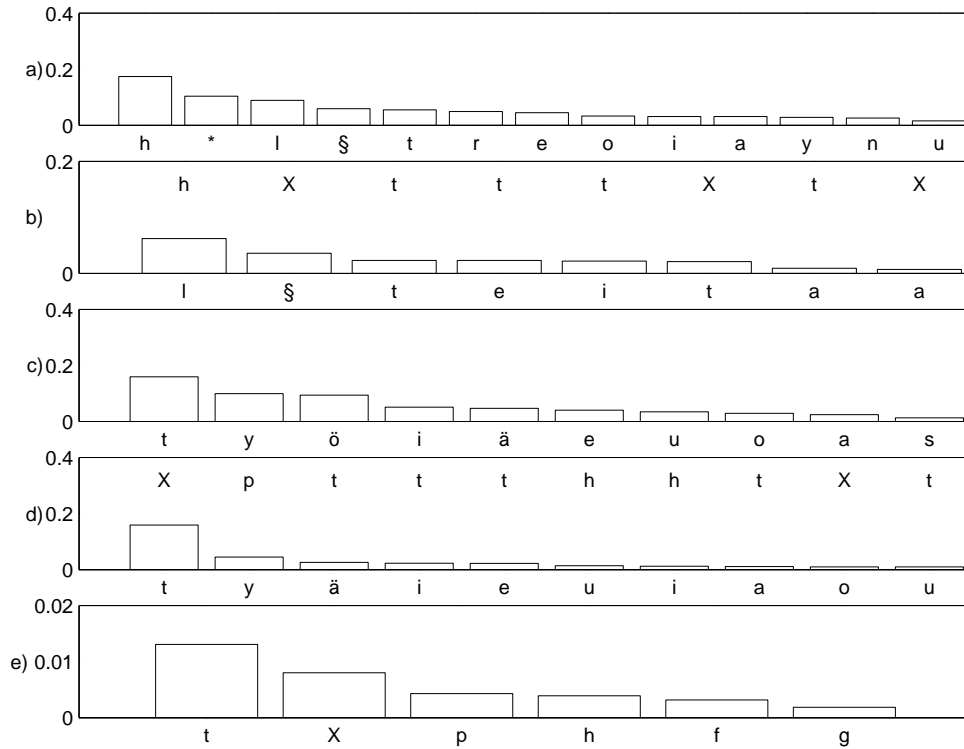 0.4
a) 0.2
0
h * l § t r e o i a y n u
0.2
h X t t t X t X
b)
0
l § t e i t a a
0.4
c) 0.2
0
t y ö i ä e u o a s
0.4
X p t t t h h t X t
d) 0.2
0
t y ä i e u i a o u
0.02
e) 0.01
0
t X p h f g